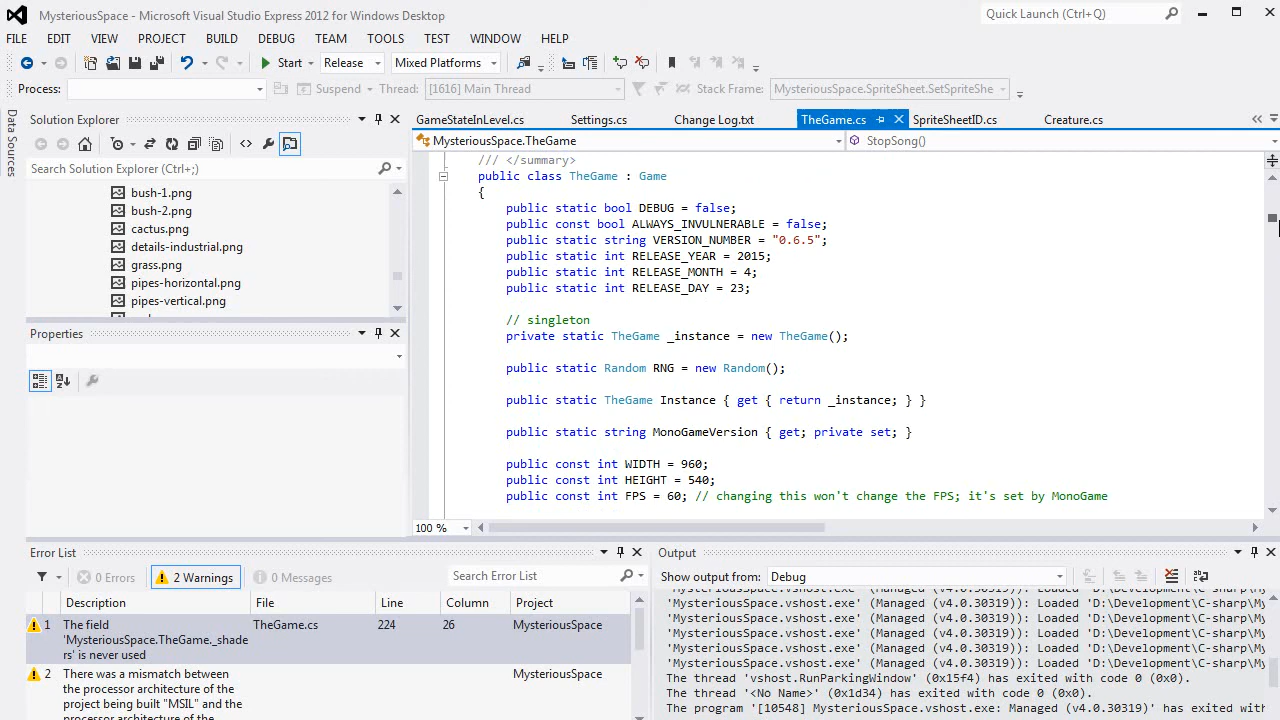 MysteriousSpace - Microsoft Visual Studio Express 2012 for Windows Desktop
Quick Launch (Ctrl+Q)
FILE EDIT VIEW PROJECT BUILD DEBUG TEAM TOOLS TEST WINDOW HELP
Start Release Mixed Platforms
Process: Suspend Thread: [1616] Main Thread Stack Frame: MysteriousSpace.SpriteSheet.SetSpriteShe
Data Sources
Solution Explorer
Search Solution Explorer (Ctrl+;)
bush-1.png
bush-2.png
cactus.png
details-industrial.png
grass.png
pipes-horizontal.png
pipes-vertical.png
Properties
GameStateInLevel.cs Settings.cs Change Log.txt TheGame.cs SpriteSheetID.cs Creature.cs
MysteriousSpace.TheGame StopSong()
/// </summary>
public class TheGame : Game
{
public static bool DEBUG = false;
public const bool ALWAYS_INVULNERABLE = false;
public static string VERSION_NUMBER = "0.6.5";
public static int RELEASE_YEAR = 2015;
public static int RELEASE_MONTH = 4;
public static int RELEASE_DAY = 23;
// singleton
private static TheGame _instance = new TheGame();
public static Random RNG = new Random();
public static TheGame Instance { get { return _instance; } }
public static string MonoGameVersion { get; private set; }
public const int WIDTH = 960;
public const int HEIGHT = 540;
public const int FPS = 60; // changing this won't change the FPS; it's set by MonoGame
100 %
Error List
0 Errors 2 Warnings 0 Messages Search Error List
Description File Line Column Project
1 The field TheGame.cs 224 26 MysteriousSpace
'MysteriousSpace.TheGame._shade
rs' is never used
2 There was a mismatch MysteriousSpace
between the
processor architecture of the
project being built "MSIL" and the
processor architecture of the
Output
Show output from: Debug
'MysteriousSpace.vshost.exe' (Managed (v4.0.30319)): Loaded 'D:\Development\C-sharp\My
'MysteriousSpace.vshost.exe' (Managed (v4.0.30319)): Loaded 'D:\Development\C-sharp\My
'MysteriousSpace.vshost.exe' (Managed (v4.0.30319)): Loaded 'D:\Development\C-sharp\My
'MysteriousSpace.vshost.exe' (Managed (v4.0.30319)): Loaded 'D:\Development\C-sharp\My
'MysteriousSpace.vshost.exe' (Managed (v4.0.30319)): Loaded 'D:\Development\C-sharp\My
'MysteriousSpace.vshost.exe' (Managed (v4.0.30319)): Loaded 'D:\Development\C-sharp\My
The thread 'vshost.RunParkingWindow' (0x15f4) has exited with code 0 (0x0).
The thread '<No Name>' (0x1d34) has exited with code 0 (0x0).
The program '[10548] MysteriousSpace.vshost.exe: Managed (v4.0.30319)' has exited with